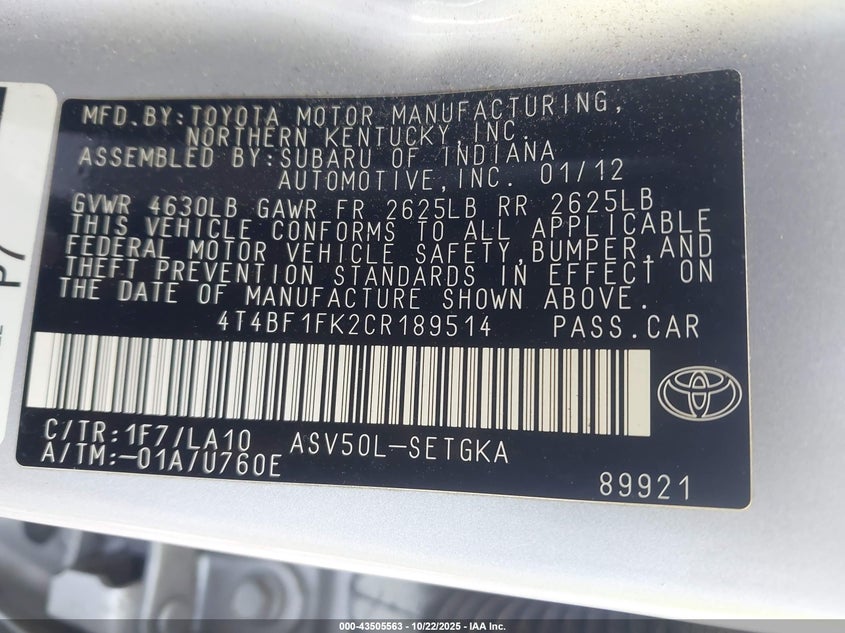 MFD.BY:TOYOTA MOTOR MANUFACTURING,
NORTHERN KENTUCKY,INC.
ASSEMBLED BY:SUBARU OF INDIANA
AUTOMOTIVE,INC. 01/12
GVWR 4630LB GAWR FR 2625LB RR 2625LB
THIS VEHICLE CONFORMS TO ALL APPLICABLE
FEDERAL MOTOR VEHICLE SAFETY,BUMPER,AND
THEFT PREVENTION STANDARDS IN EFFECT ON
THE DATE OF MANUFACTURE SHOWN ABOVE.
4T4BF1FK2CR189514 PASS.CAR
C/TR:1F7/LA10 ASV50L-SETGKA
A/TM:-01A/U760E
89921
P7
000-43505563 - 10/22/2025 - IAA Inc.